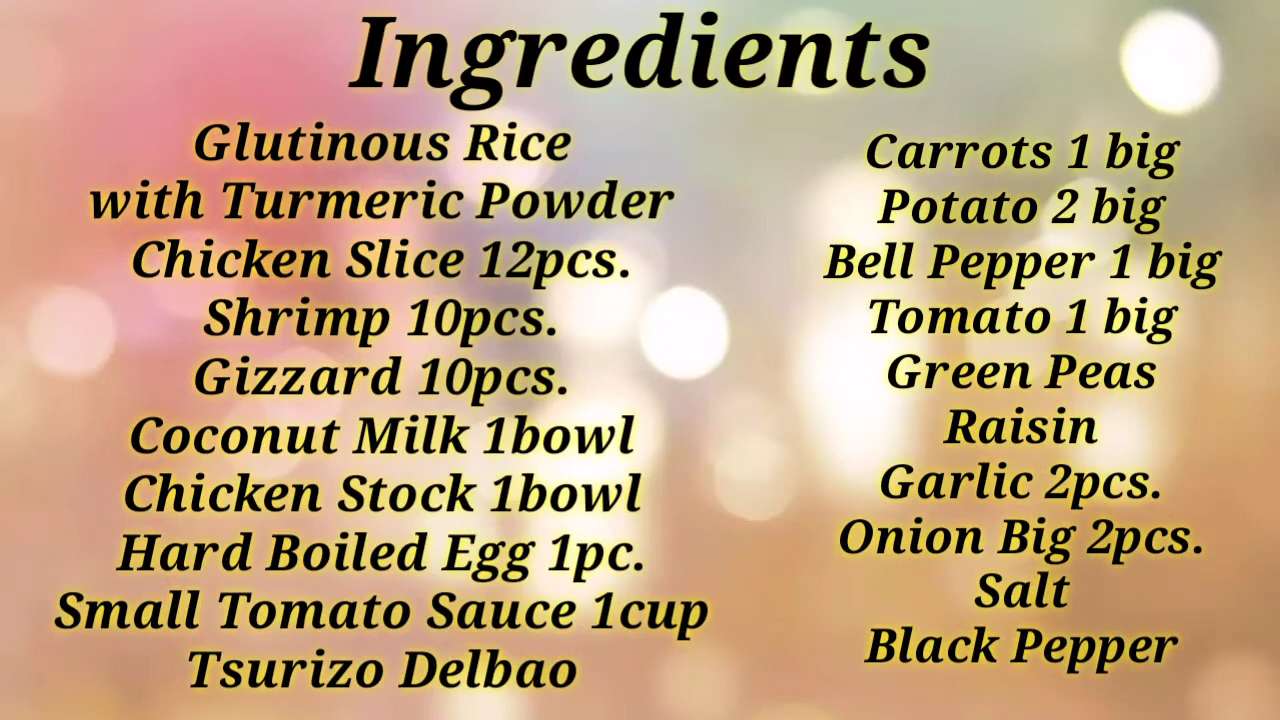 Ingredients
Glutinous Rice
with Turmeric Powder
Chicken Slice 12pcs.
Shrimp 10pcs.
Gizzard 10pcs.
Coconut Milk 1bowl
Chicken Stock 1bowl
Hard Boiled Egg 1pc.
Small Tomato Sauce 1cup
Tsurizo Delbao
Carrots 1 big
Potato 2 big
Bell Pepper 1 big
Tomato 1 big
Green Peas
Raisin
Garlic 2pcs.
Onion Big 2pcs.
Salt
Black Pepper